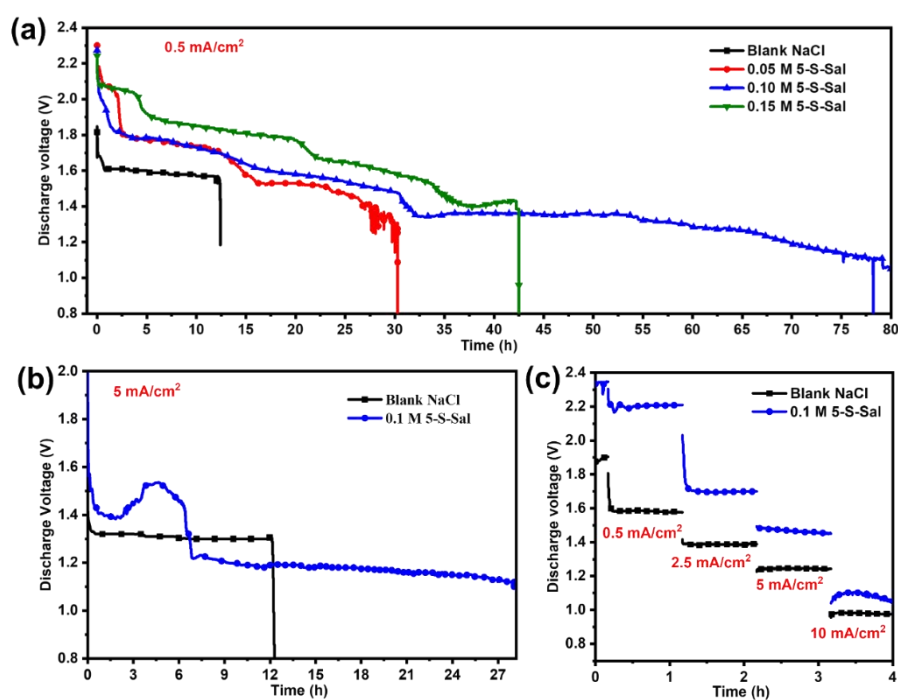 (a)
0.5 mA/cm²
Blank NaCl
0.05 M 5-S-Sal
0.10 M 5-S-Sal
0.15 M 5-S-Sal
Discharge voltage (V)
2.4
2.2
2.0
1.8
1.6
1.4
1.2
1.0
0.8
0 5 10 15 20 25 30 35 40 45 50 55 60 65 70 75 80
Time (h)
(b)
5 mA/cm²
Blank NaCl
0.1 M 5-S-Sal
Discharge Voltage (V)
2.0
1.8
1.6
1.4
1.2
1.0
0.8
0 3 6 9 12 15 18 21 24 27
Time (h)
(c)
Blank NaCl
0.1 M 5-S-Sal
Discharge voltage (V)
2.4
2.2
2.0
1.8
1.6
1.4
1.2
1.0
0.8
0.5 mA/cm²
2.5 mA/cm²
5 mA/cm²
10 mA/cm²
0 1 2 3 4
Time (h)